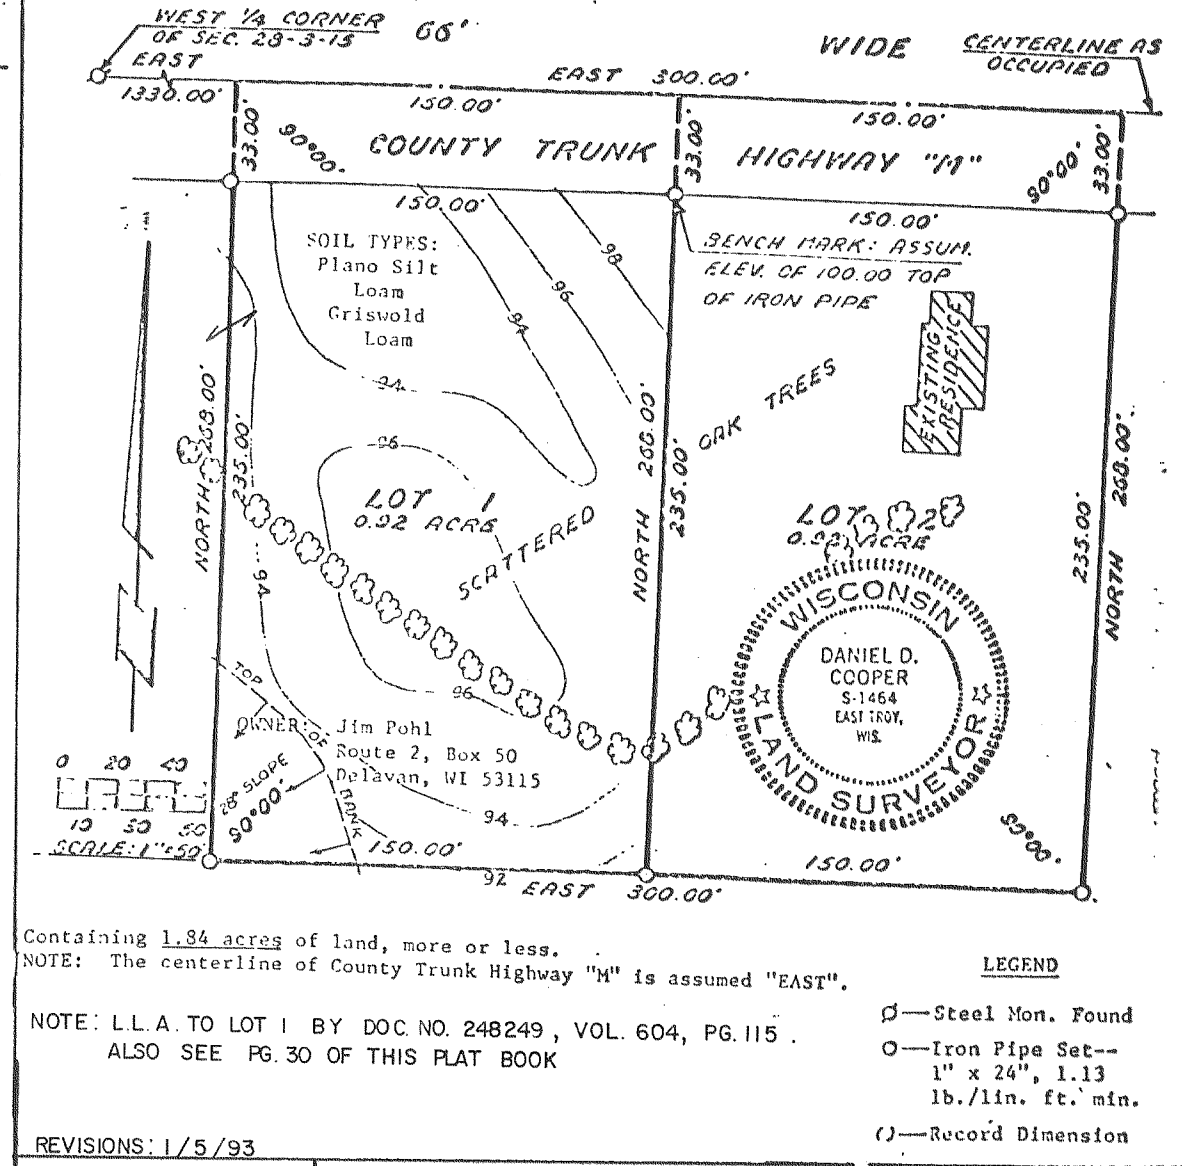 WEST 1/4 CORNER
OF SEC. 28-3-15
66'
WIDE
CENTERLINE AS
OCCUPIED
EAST
1330.00'
EAST 300.00'
150.00'
150.00'
33.00'
90°00'
COUNTY TRUNK
33.00'
HIGHWAY "M"
90°00'
33.00'
150.00'
150.00'
SOIL TYPES:
Plano Silt
Loam
Griswold
Loam
98
96
94
94
BENCH MARK: ASSUM.
ELEV. OF 100.00 TOP
OF IRON PIPE
EXISTING
RESIDENCE
OAK TREES
SCATTERED
NORTH 268.00'
235.00'
96
LOT 1
0.92 ACRE
NORTH 268.00'
235.00'
LOT 2
0.92 ACRE
235.00'
NORTH 268.00'
94
96
WISCONSIN
DANIEL D.
COOPER
S-1464
EAST TROY,
WIS.
LAND SURVEYOR
TOP
OF
BANK
OWNER: Jim Pohl
Route 2, Box 50
Delavan, WI 53115
28° SLOPE
90°00'
94
0 20 40
10 30 50
SCALE: 1"=50'
150.00'
150.00'
90°00'
92
EAST 300.00'
Containing 1.84 acres of land, more or less.
NOTE: The centerline of County Trunk Highway "M" is assumed "EAST".
NOTE: L.L.A. TO LOT 1 BY DOC. NO. 248249, VOL. 604, PG. 115.
ALSO SEE PG. 30 OF THIS PLAT BOOK
LEGEND
Steel Mon. Found
Iron Pipe Set--
1" x 24", 1.13
lb./lin. ft. min.
()—Record Dimension
REVISIONS: 1/5/93